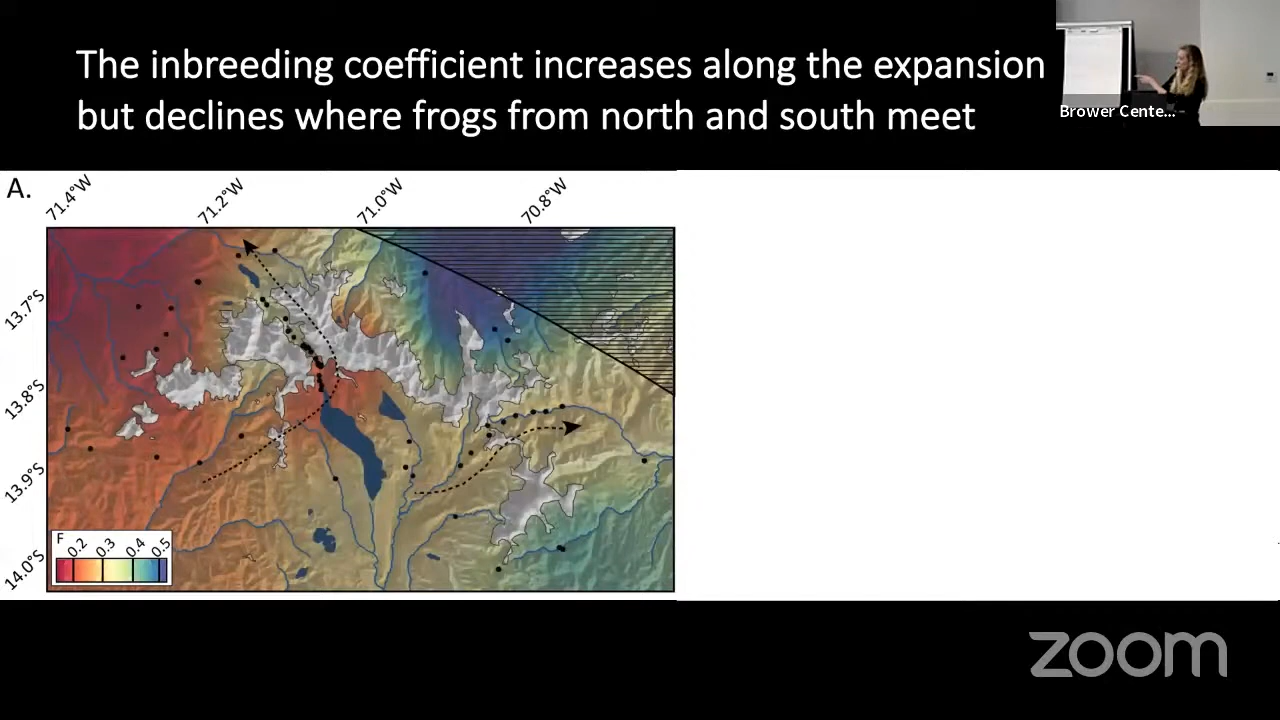 The inbreeding coefficient increases along the expansion
but declines where frogs from north and south meet
Brower Cente...
A.
71.4°W
71.2°W
71.0°W
70.8°W
13.7°S
13.8°S
13.9°S
14.0°S
F
0.2
0.3
0.4
0.5
zoom